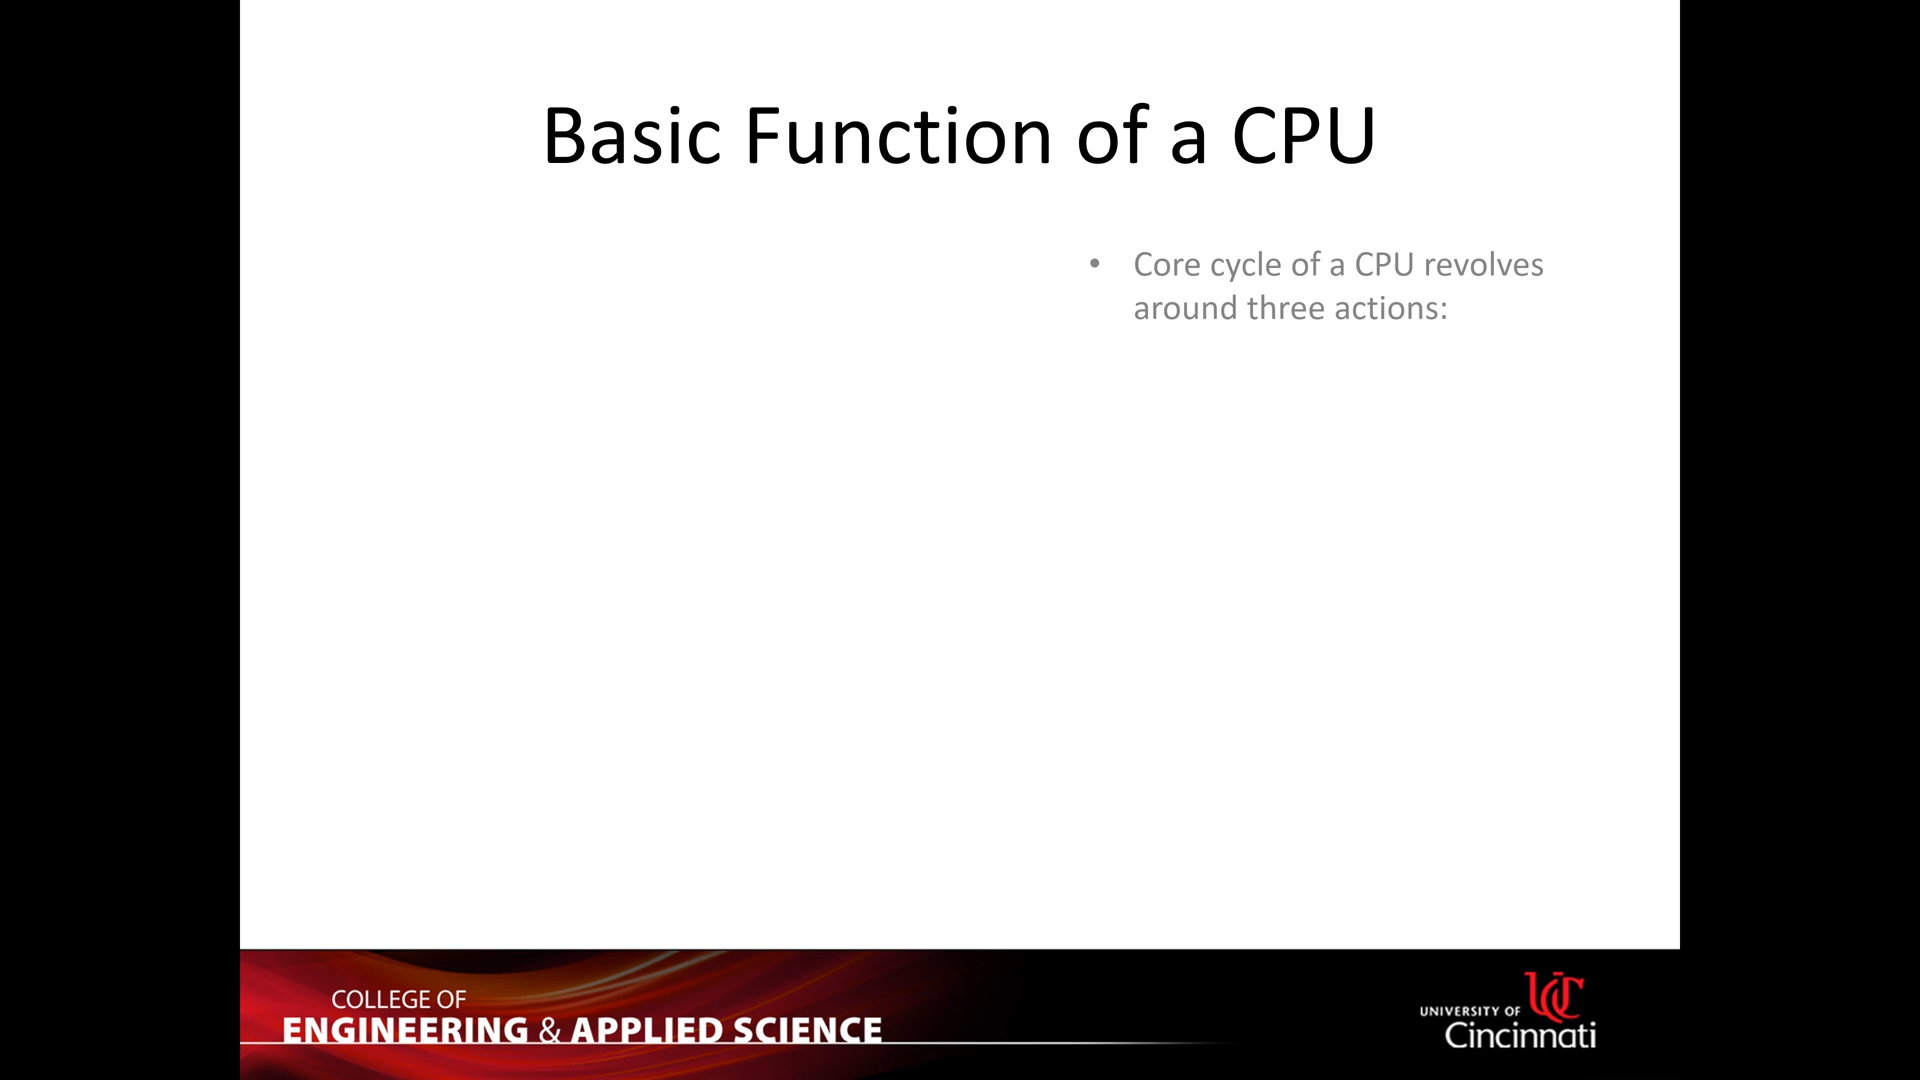 Basic Function of a CPU
• Core cycle of a CPU revolves
around three actions:
COLLEGE OF
ENGINEERING & APPLIED SCIENCE
UC
UNIVERSITY OF
Cincinnati